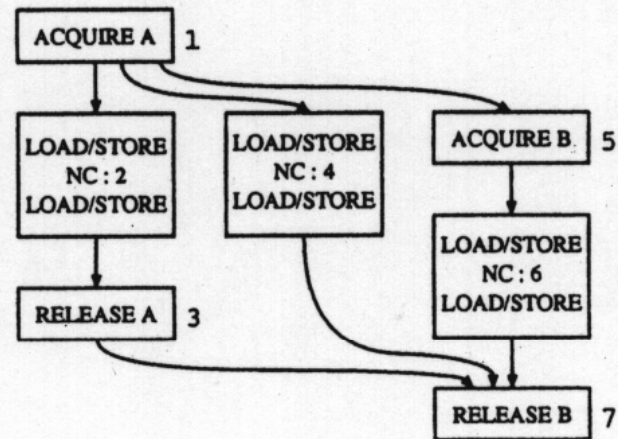 ACQUIRE A 1
LOAD/STORE
NC : 2
LOAD/STORE
LOAD/STORE
NC : 4
LOAD/STORE
ACQUIRE B 5
LOAD/STORE
NC : 6
LOAD/STORE
RELEASE A 3
RELEASE B 7